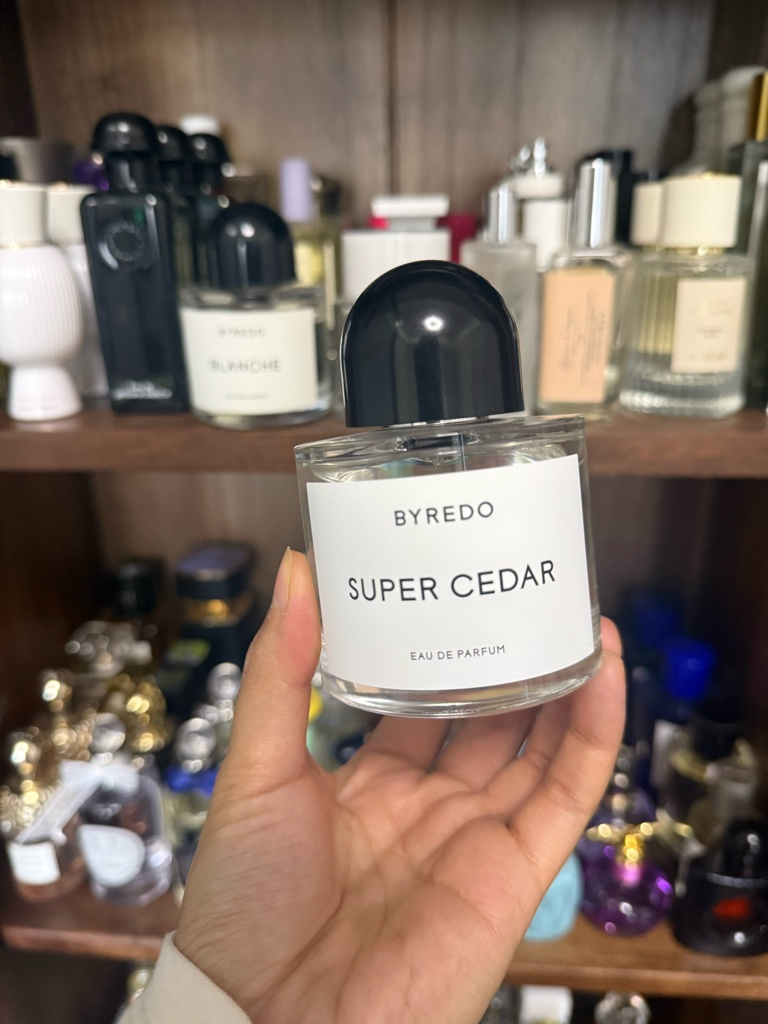 BYREDO
BLANCHE
BYREDO
SUPER CEDAR
EAU DE PARFUM